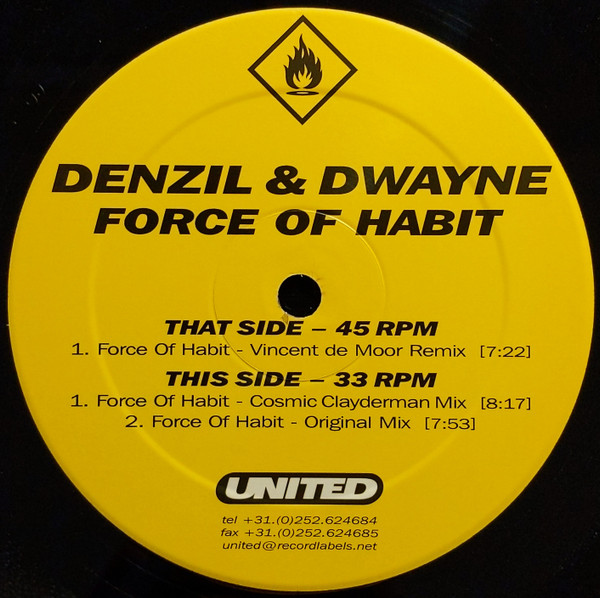 DENZIL & DWAYNE
FORCE OF HABIT
THAT SIDE – 45 RPM
1. Force Of Habit - Vincent de Moor Remix [7:22]
THIS SIDE – 33 RPM
1. Force Of Habit - Cosmic Clayderman Mix [8:17]
2. Force Of Habit - Original Mix [7:53]
UNITED
tel +31.(0)252.624684
fax +31.(0)252.624685
united@recordlabels.net